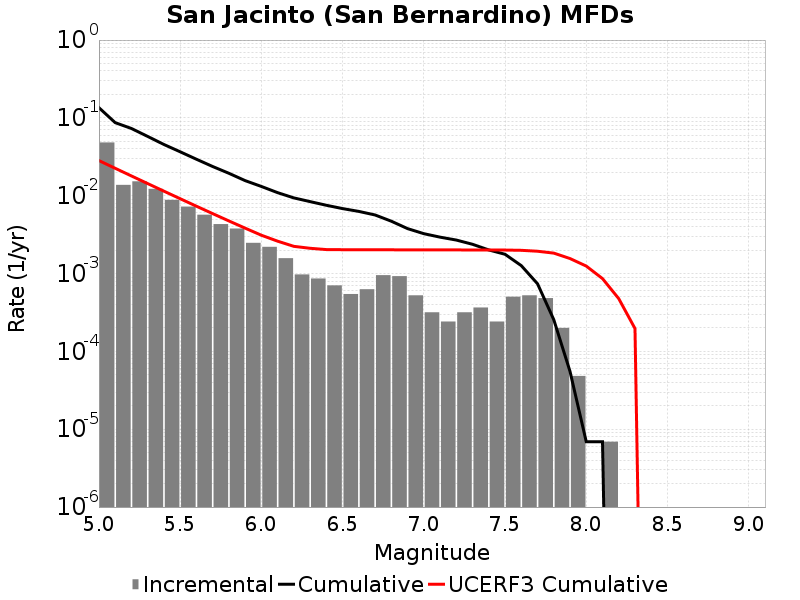 San Jacinto (San Bernardino) MFDs
10^0
10^-1
10^-2
10^-3
10^-4
10^-5
10^-6
Rate (1/yr)
5.0 5.5 6.0 6.5 7.0 7.5 8.0 8.5 9.0
Magnitude
Incremental Cumulative UCERF3 Cumulative